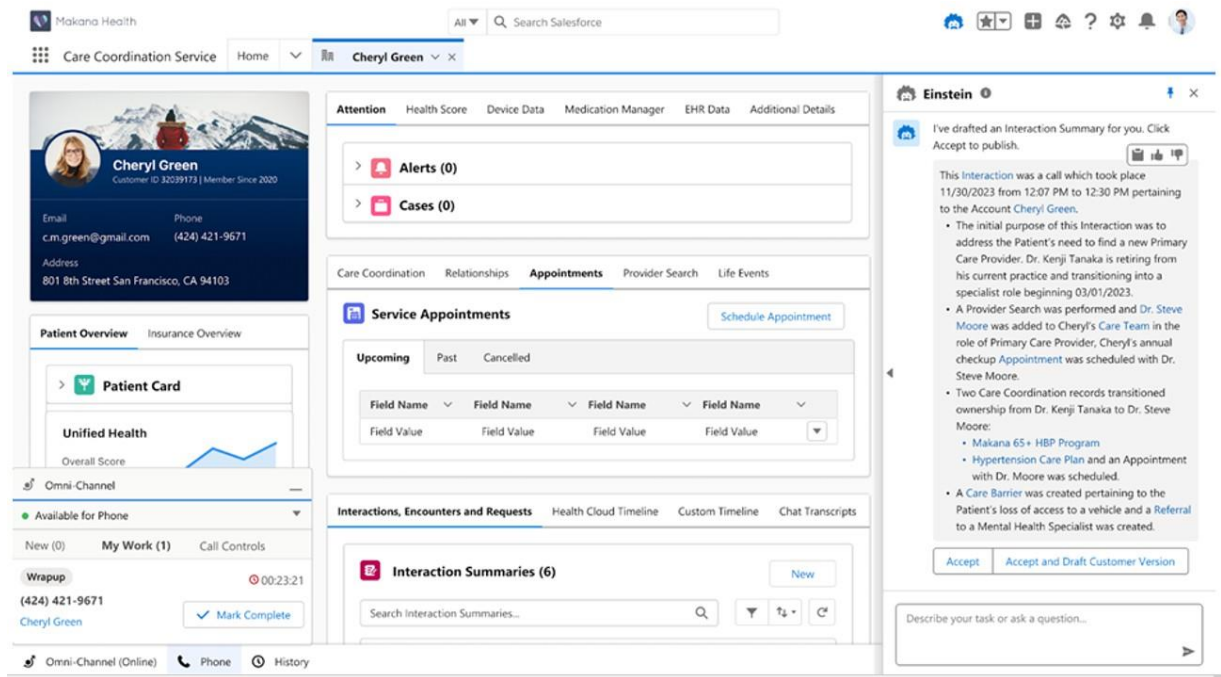 Makana Health
All Search Salesforce
Care Coordination Service Home Cheryl Green
Cheryl Green
Customer ID 32039173 | Member Since 2020
Email Phone
c.m.green@gmail.com (424) 421-9671
Address
801 8th Street San Francisco, CA 94103
Patient Overview Insurance Overview
Patient Card
Unified Health
Overall Score
Omni-Channel
Available for Phone
New (0) My Work (1) Call Controls
Wrapup 00:23:21
(424) 421-9671
Cheryl Green
Mark Complete
Omni-Channel (Online) Phone History
Attention Health Score Device Data Medication Manager EHR Data Additional Details
Alerts (0)
Cases (0)
Care Coordination Relationships Appointments Provider Search Life Events
Service Appointments Schedule Appointment
Upcoming Past Cancelled
Field Name Field Name Field Name Field Name
Field Value Field Value Field Value Field Value
Interactions, Encounters and Requests Health Cloud Timeline Custom Timeline Chat Transcripts
Interaction Summaries (6) New
Search Interaction Summaries...
Einstein
I've drafted an Interaction Summary for you. Click
Accept to publish.
This Interaction was a call which took place
11/30/2023 from 12:07 PM to 12:30 PM pertaining
to the Account Cheryl Green.
• The initial purpose of this Interaction was to
address the Patient's need to find a new Primary
Care Provider. Dr. Kenji Tanaka is retiring from
his current practice and transitioning into a
specialist role beginning 03/01/2023.
• A Provider Search was performed and Dr. Steve
Moore was added to Cheryl's Care Team in the
role of Primary Care Provider, Cheryl's annual
checkup Appointment was scheduled with Dr.
Steve Moore.
• Two Care Coordination records transitioned
ownership from Dr. Kenji Tanaka to Dr. Steve
Moore:
• Makana 65+ HBP Program
• Hypertension Care Plan and an Appointment
with Dr. Moore was scheduled.
• A Care Barrier was created pertaining to the
Patient's loss of access to a vehicle and a Referral
to a Mental Health Specialist was created.
Accept Accept and Draft Customer Version
Describe your task or ask a question...